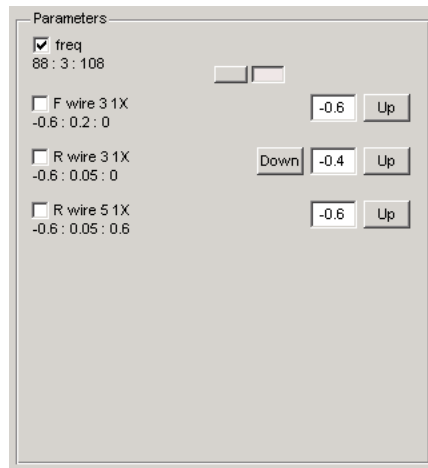 Parameters
freq
88 : 3 : 108
F wire 3 1X
-0.6 Up
-0.6 : 0.2 : 0
R wire 3 1X
Down -0.4 Up
-0.6 : 0.05 : 0
R wire 5 1X
-0.6 Up
-0.6 : 0.05 : 0.6